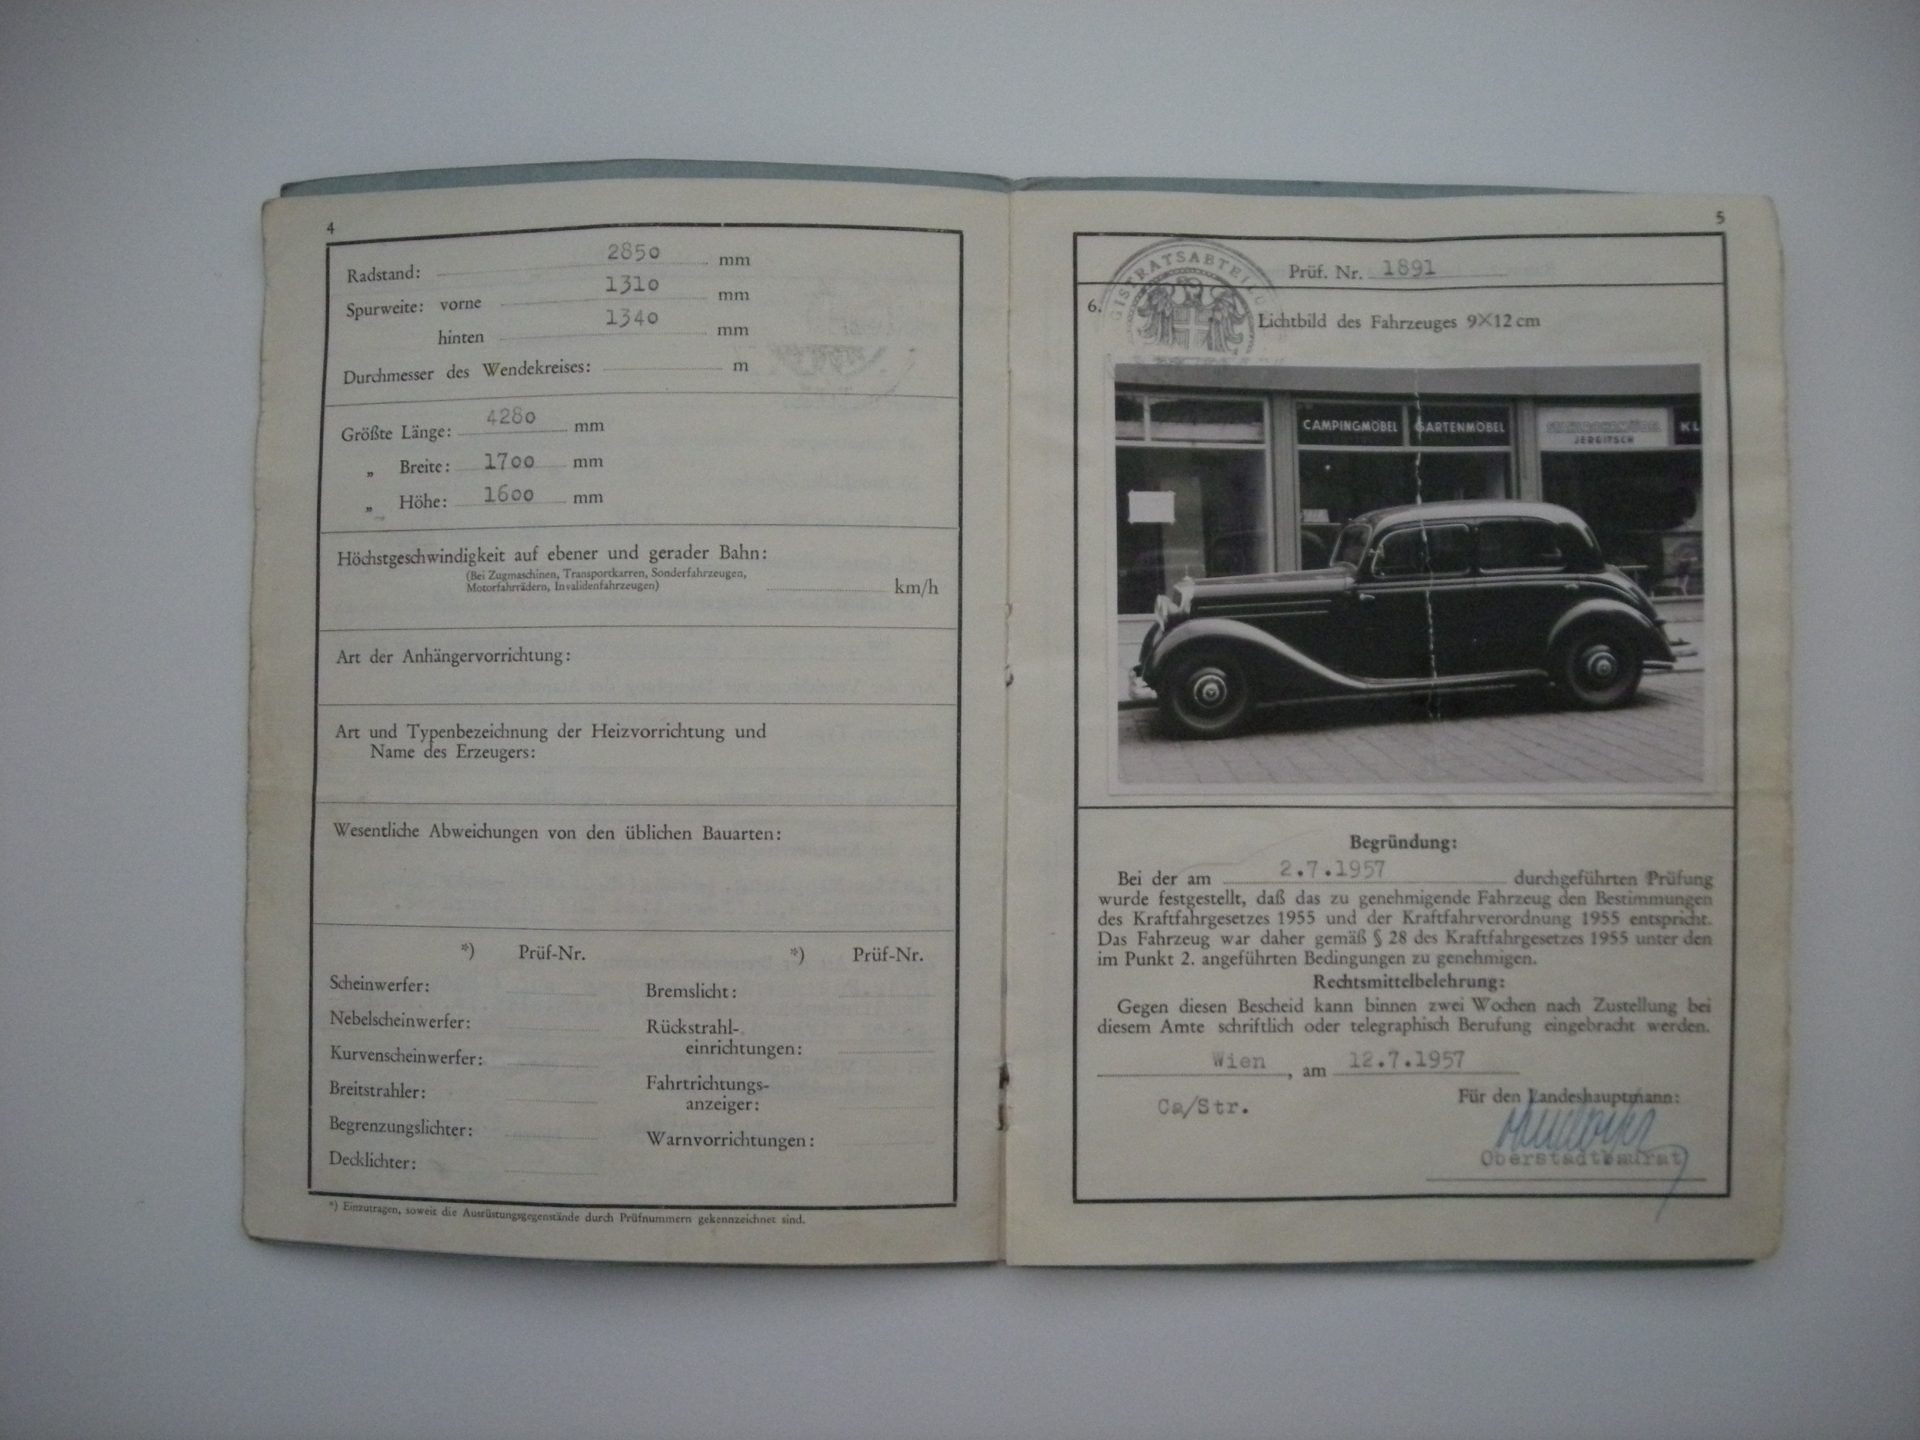 4
Radstand: 2850 mm
Spurweite: vorne 1310 mm
hinten 1340 mm
Durchmesser des Wendekreises: m
Größte Länge: 4280 mm
„ Breite: 1700 mm
„ Höhe: 1600 mm
Höchstgeschwindigkeit auf ebener und gerader Bahn:
(Bei Zugmaschinen, Transportkarren, Sonderfahrzeugen,
Motorfahrrädern, Invalidenfahrzeugen) km/h
Art der Anhängervorrichtung:
Art und Typenbezeichnung der Heizvorrichtung und
Name des Erzeugers:
Wesentliche Abweichungen von den üblichen Bauarten:
*) Prüf-Nr. *) Prüf-Nr.
Scheinwerfer:
Nebelscheinwerfer:
Kurvenscheinwerfer:
Breitstrahler:
Begrenzungslichter:
Decklichter:
Bremslicht:
Rückstrahl-
einrichtungen:
Fahrtrichtungs-
anzeiger:
Warnvorrichtungen:
*) Einzutragen, soweit die Ausrüstungsgegenstände durch Prüfnummern gekennzeichnet sind.
5
GISTRATSABTEILU
Prüf. Nr. 1891
6. Lichtbild des Fahrzeuges 9×12 cm
CAMPINGMÖBEL GARTENMÖBEL STAHLROHRMÖBEL KL
JERGITSCH
Begründung:
Bei der am 2.7.1957 durchgeführten Prüfung
wurde festgestellt, daß das zu genehmigende Fahrzeug den Bestimmungen
des Kraftfahrgesetzes 1955 und der Kraftfahrverordnung 1955 entspricht.
Das Fahrzeug war daher gemäß § 28 des Kraftfahrgesetzes 1955 unter den
im Punkt 2. angeführten Bedingungen zu genehmigen.
Rechtsmittelbelehrung:
Gegen diesen Bescheid kann binnen zwei Wochen nach Zustellung bei
diesem Amte schriftlich oder telegraphisch Berufung eingebracht werden.
Wien, am 12.7.1957
Ca/Str.
Für den Landeshauptmann:
Oberstadtbaurat